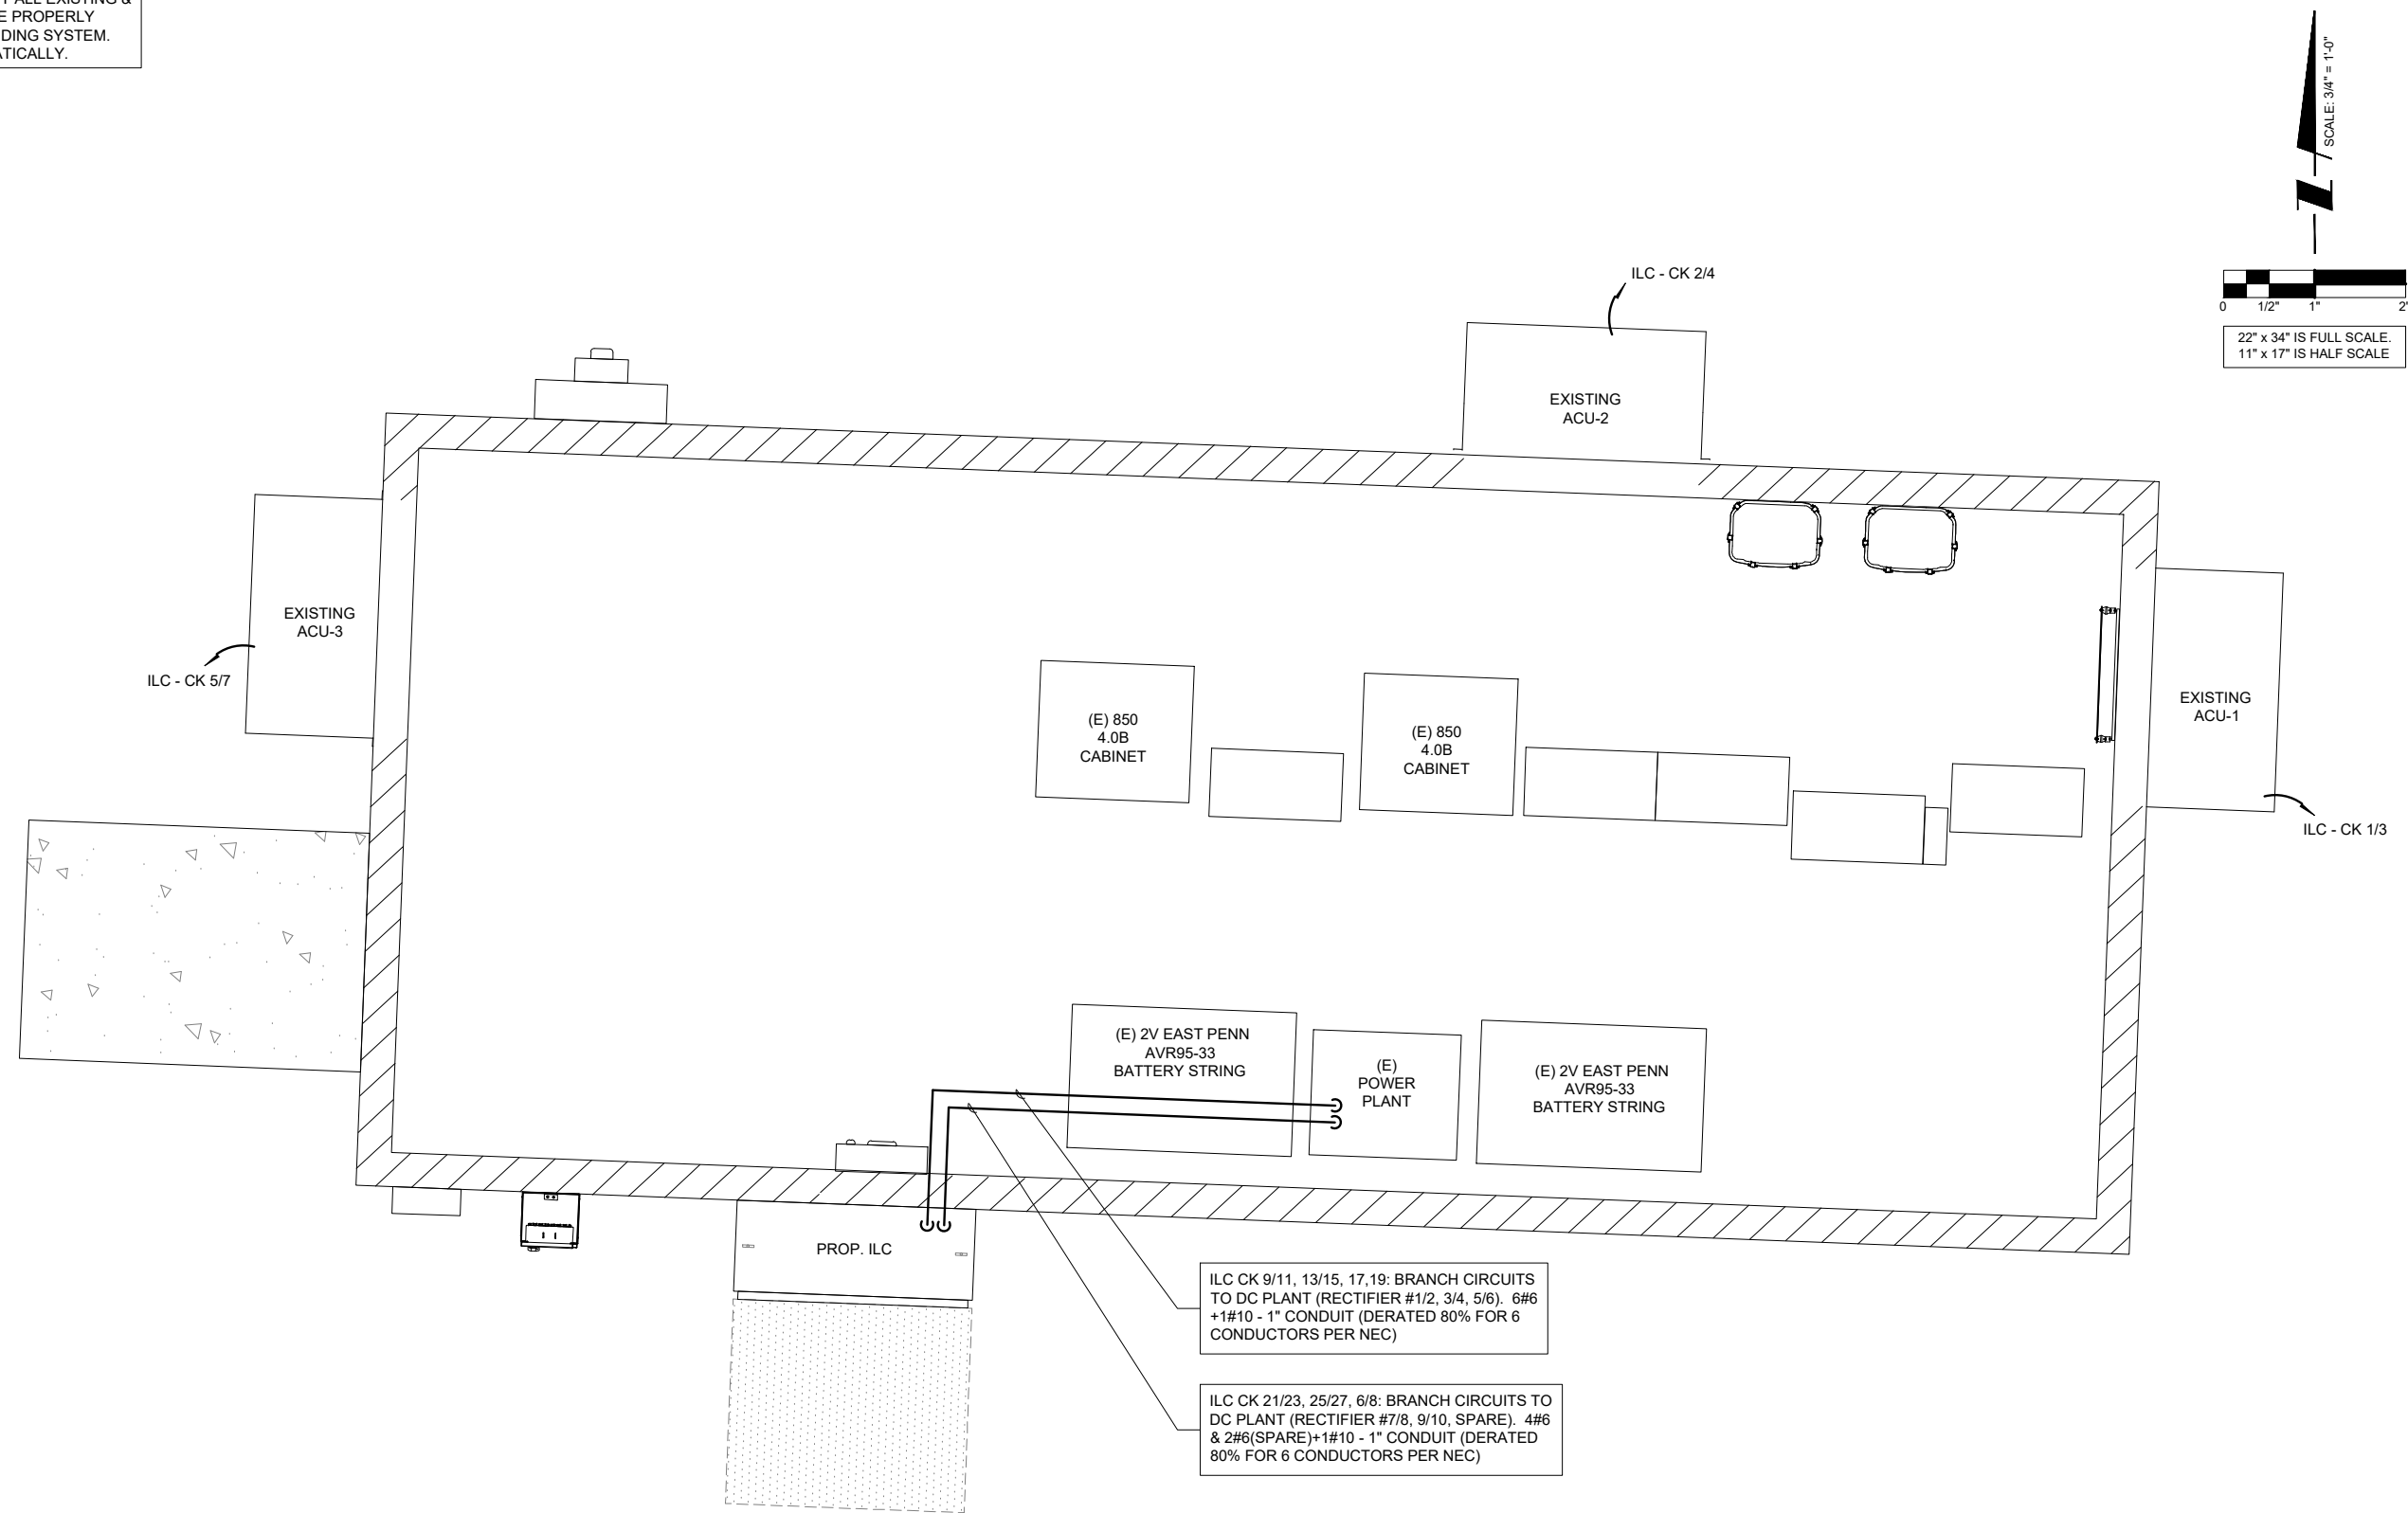 ALL EXISTING &
PROPERLY
DING SYSTEM.
ATICALLY.
SCALE: 3/4" = 1'-0"
0 1/2" 1" 2'
22" x 34" IS FULL SCALE.
11" x 17" IS HALF SCALE
ILC - CK 2/4
EXISTING
ACU-2
EXISTING
ACU-3
ILC - CK 5/7
EXISTING
ACU-1
ILC - CK 1/3
(E) 850
4.0B
CABINET
(E) 850
4.0B
CABINET
(E) 2V EAST PENN
AVR95-33
BATTERY STRING
(E)
POWER
PLANT
(E) 2V EAST PENN
AVR95-33
BATTERY STRING
PROP. ILC
ILC CK 9/11, 13/15, 17,19: BRANCH CIRCUITS
TO DC PLANT (RECTIFIER #1/2, 3/4, 5/6). 6#6
+1#10 - 1" CONDUIT (DERATED 80% FOR 6
CONDUCTORS PER NEC)
ILC CK 21/23, 25/27, 6/8: BRANCH CIRCUITS TO
DC PLANT (RECTIFIER #7/8, 9/10, SPARE). 4#6
& 2#6(SPARE)+1#10 - 1" CONDUIT (DERATED
80% FOR 6 CONDUCTORS PER NEC)